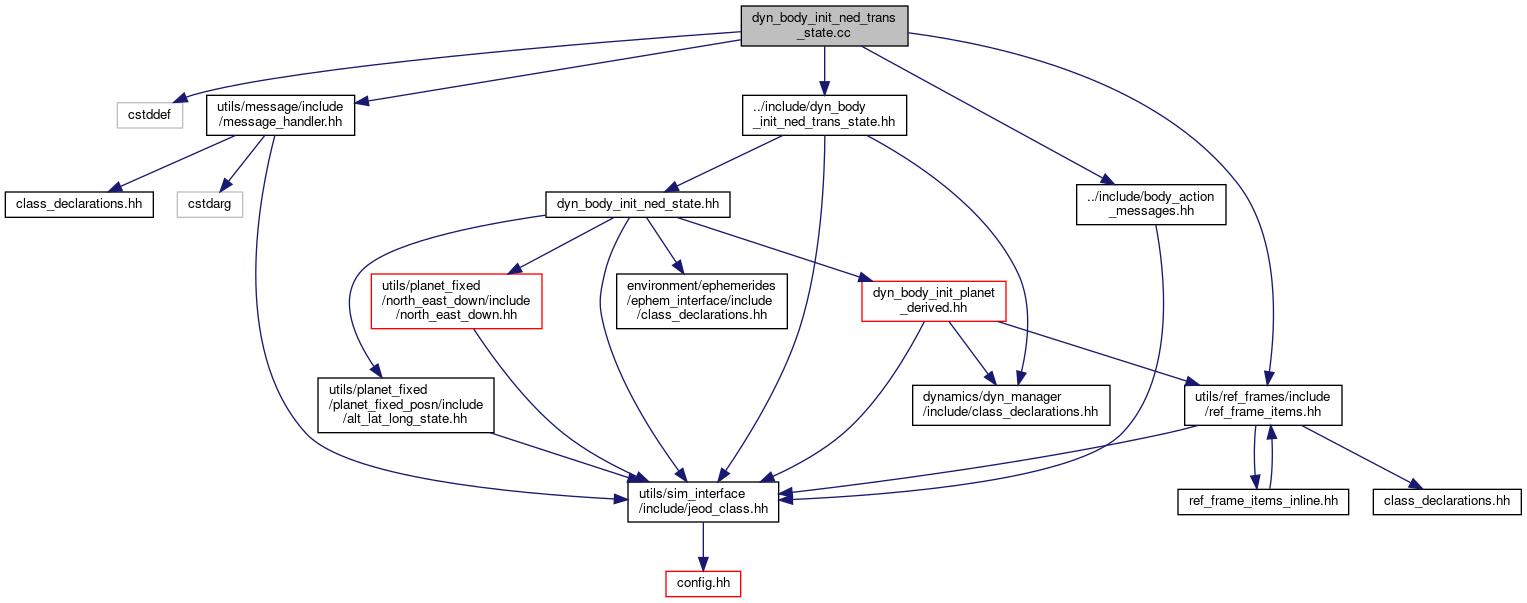 dyn_body_init_ned_trans
_state.cc
cstddef
utils/message/include
/message_handler.hh
../include/dyn_body
_init_ned_trans_state.hh
class_declarations.hh
cstdarg
dyn_body_init_ned_state.hh
../include/body_action
_messages.hh
utils/planet_fixed
/north_east_down/include
/north_east_down.hh
environment/ephemerides
/ephem_interface/include
/class_declarations.hh
dyn_body_init_planet
_derived.hh
utils/planet_fixed
/planet_fixed_posn/include
/alt_lat_long_state.hh
dynamics/dyn_manager
/include/class_declarations.hh
utils/ref_frames/include
/ref_frame_items.hh
utils/sim_interface
/include/jeod_class.hh
ref_frame_items_inline.hh
class_declarations.hh
config.hh